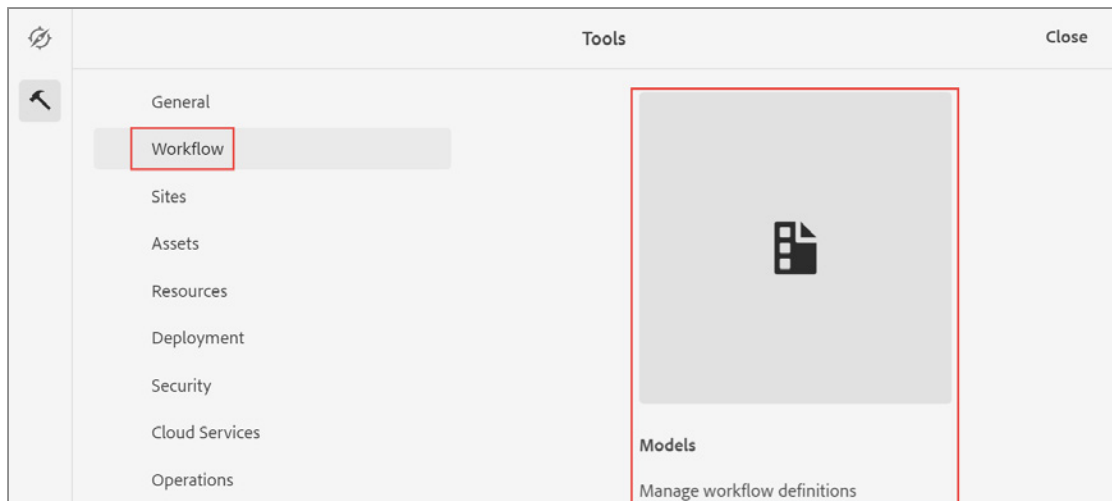 Tools
Close
General
Workflow
Sites
Assets
Resources
Deployment
Security
Cloud Services
Operations
Models
Manage workflow definitions